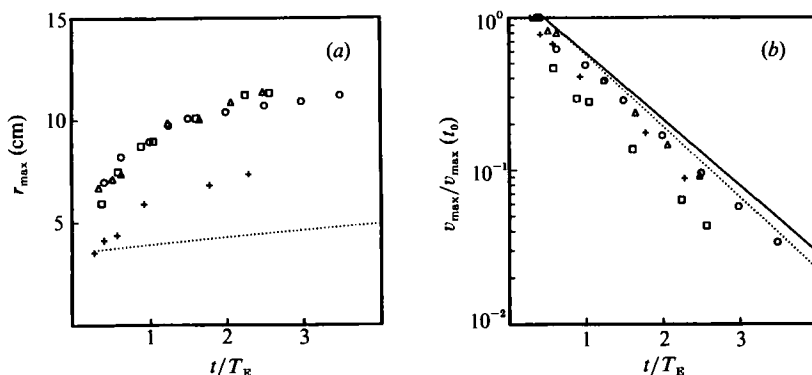 15
(a)
10
r_max (cm)
5
1 2 3
t/T_E
10^0
(b)
v_max/v_max (t_0)
10^-1
10^-2
1 2 3
t/T_E